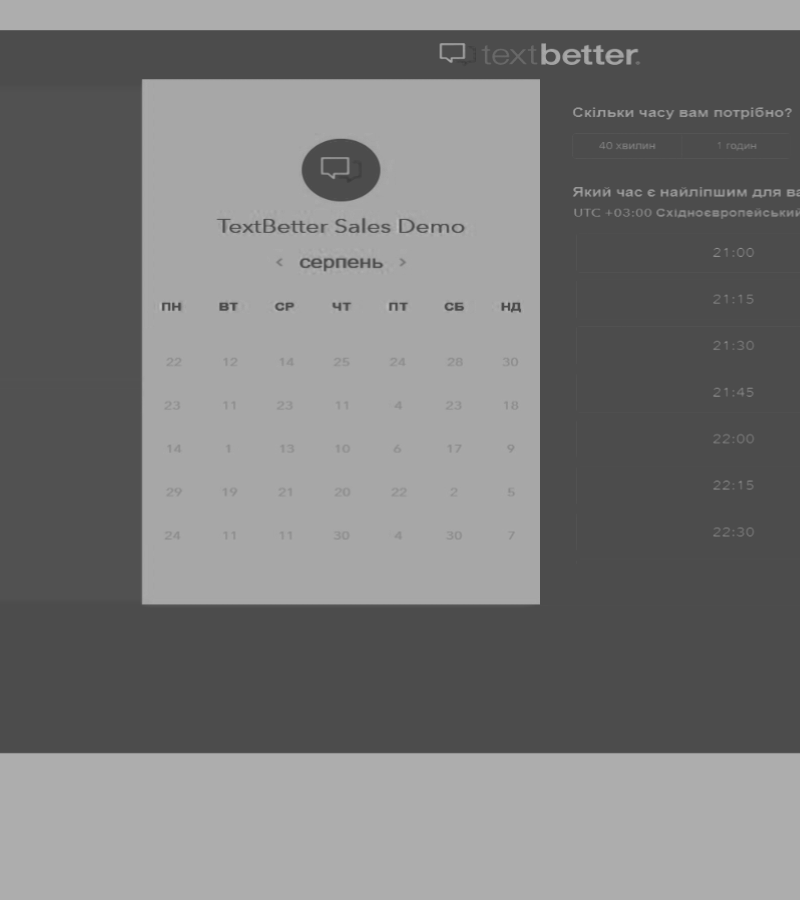 textbetter.
TextBetter Sales Demo
< серпень >
ПН ВТ СР ЧТ ПТ СБ НД
22 12 14 25 24 28 30
23 11 23 11 4 23 18
14 1 13 10 6 17 9
29 19 21 20 22 2 5
24 11 11 30 4 30 7
Скільки часу вам потрібно?
40 хвилин 1 годин
Який час є найліпшим для ва
UTC +03:00 Східноєвропейський
21:00
21:15
21:30
21:45
22:00
22:15
22:30